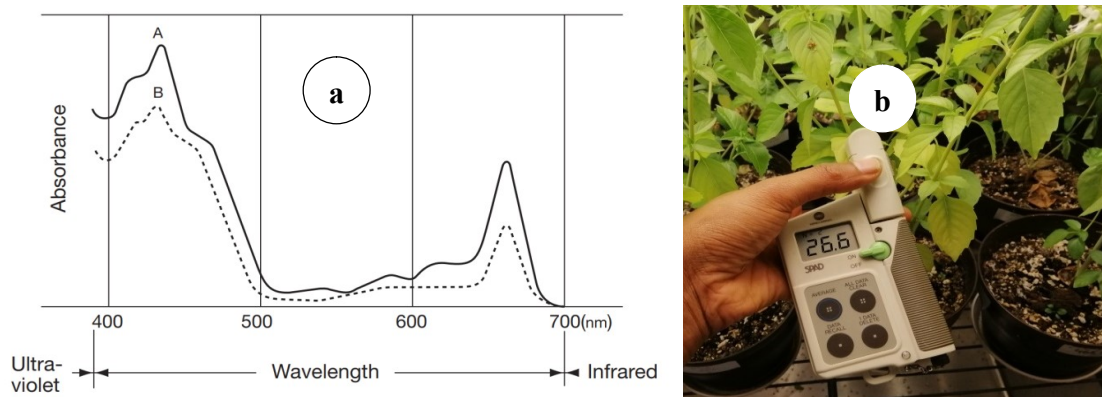 A
B
a
Absorbance
400
500
600
700(nm)
Ultra-
violet
Wavelength
Infrared
b
26.6
SPAD
ON
OFF
AVERAGE
ALL DATA
CLEAR
DATA
RECALL
1 DATA
DELETE